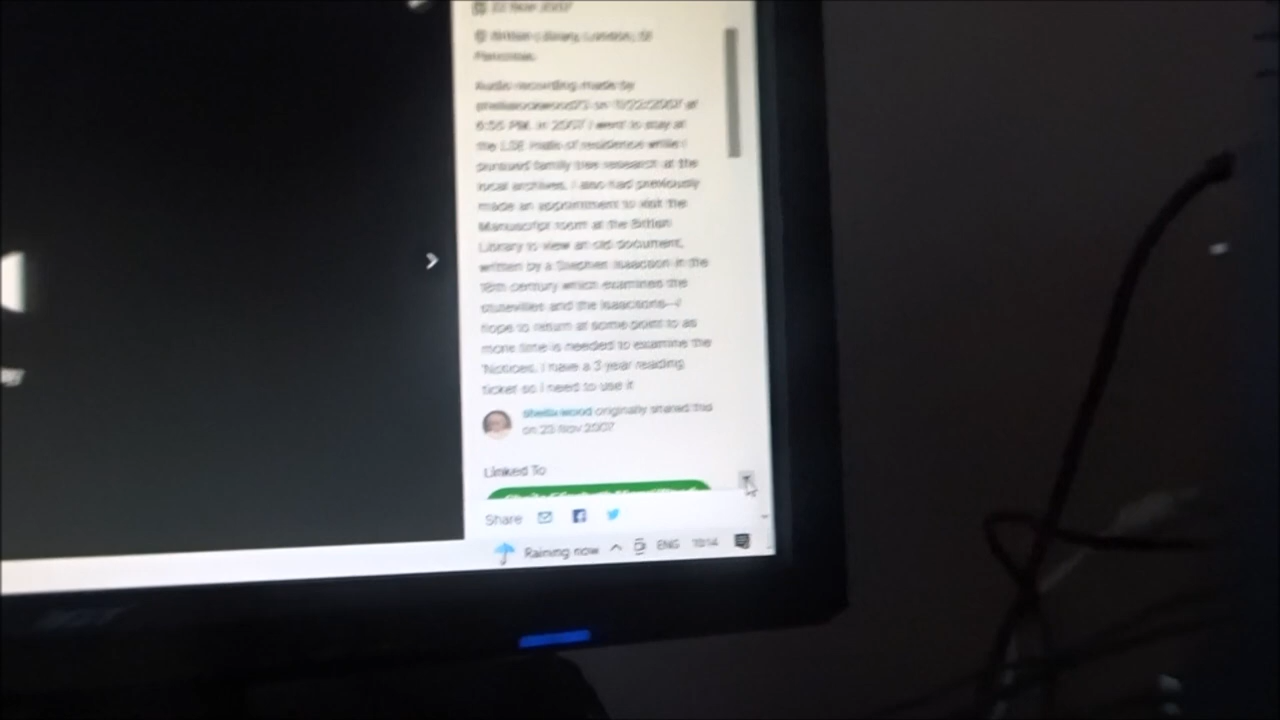 22 Nov 2007
British Library, London, St
Pancreas
Audio recording made by
on 11/22/2007 at
6:55 PM. In 2007 I went to stay at
the LSE Halls of residence while I
pursued family tree research at the
local archives. I also had previously
made an appointment to visit the
Manuscript room at the British
Library to view an old document,
written by a Stephen Isaacson in the
18th century which examines the
stutevilles and the Isaacsons--I
hope to return at some point to as
more time is needed to examine the
'Notices. I have a 3 year reading
ticket so I need to use it
sheila wood originally shared this
on 23 Nov 2007
Linked To
Share
Raining now ENG 10:14